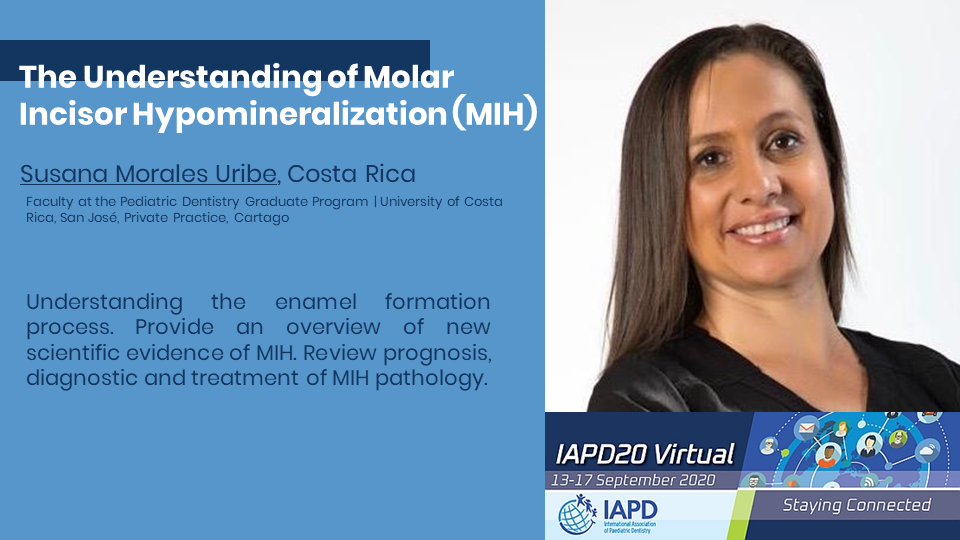 The Understanding of Molar
Incisor Hypomineralization (MIH)
Susana Morales Uribe, Costa Rica
Faculty at the Pediatric Dentistry Graduate Program | University of Costa
Rica, San José, Private Practice, Cartago
Understanding the enamel formation
process. Provide an overview of new
scientific evidence of MIH. Review prognosis,
diagnostic and treatment of MIH pathology.
IAPD20 Virtual
13-17 September 2020
IAPD
International Association
of Paediatric Dentistry
Staying Connected